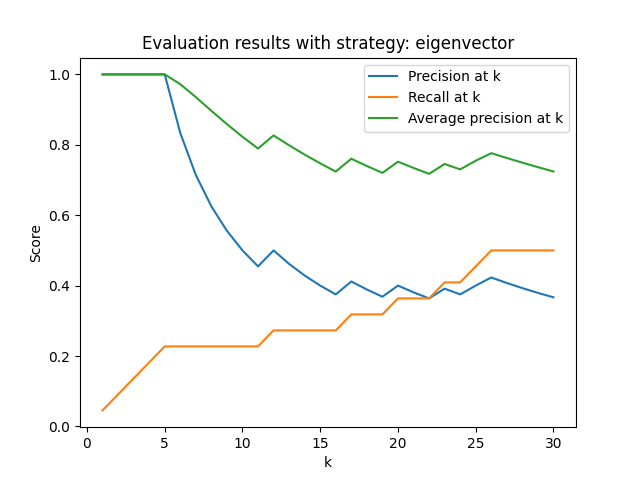 Evaluation results with strategy: eigenvector
Precision at k
Recall at k
Average precision at k
Score
1.0
0.8
0.6
0.4
0.2
0.0
0 5 10 15 20 25 30
k